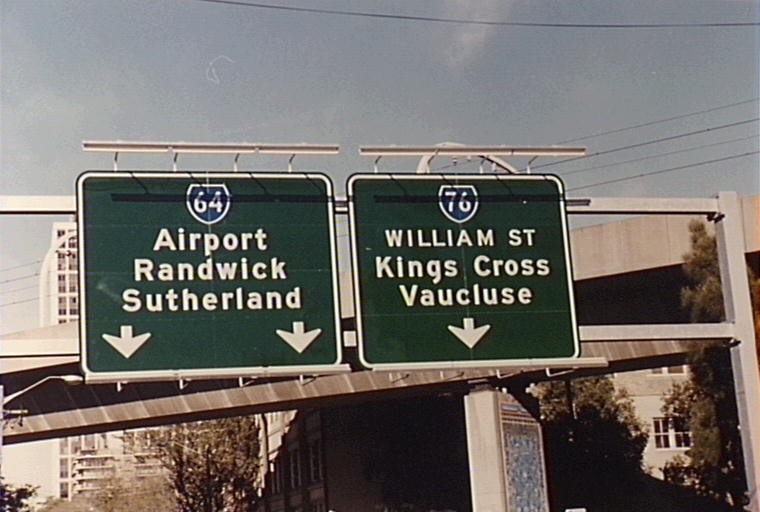 64
Airport
Randwick
Sutherland
76
WILLIAM ST
Kings Cross
Vaucluse